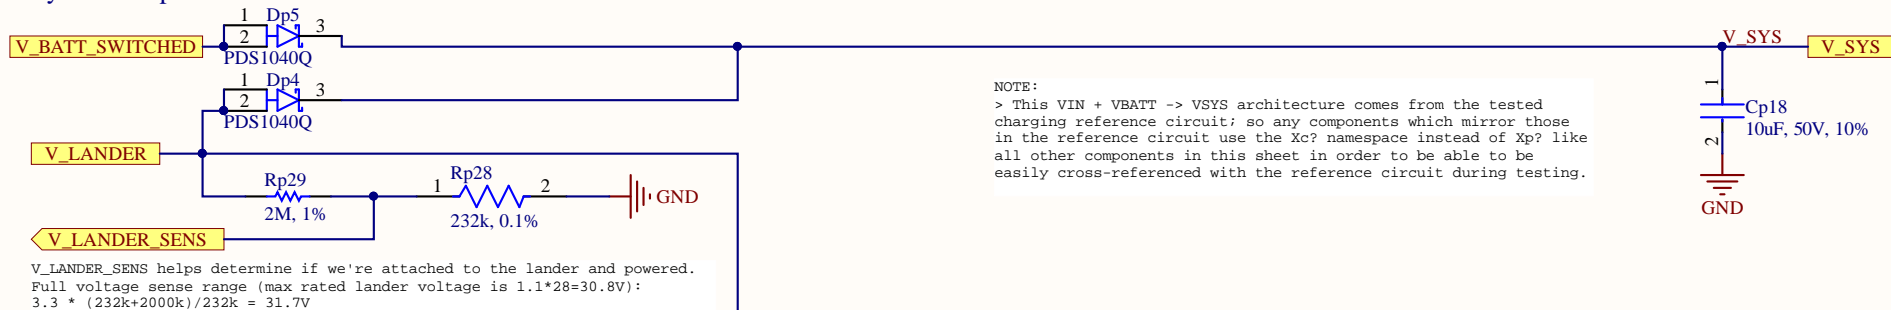 Dp5
1
2
3
V_BATT_SWITCHED
PDS1040Q
V_SYS
V_SYS
Dp4
1
2
3
PDS1040Q
NOTE:
> This VIN + VBATT -> VSYS architecture comes from the tested
charging reference circuit; so any components which mirror those
in the reference circuit use the Xc? namespace instead of Xp? like
all other components in this sheet in order to be able to be
easily cross-referenced with the reference circuit during testing.
1
Cp18
10uF, 50V, 10%
2
GND
V_LANDER
Rp29
2M, 1%
Rp28
1
2
232k, 0.1%
GND
V_LANDER_SENS
V_LANDER_SENS helps determine if we're attached to the lander and powered.
Full voltage sense range (max rated lander voltage is 1.1*28=30.8V):
3.3 * (232k+2000k)/232k = 31.7V